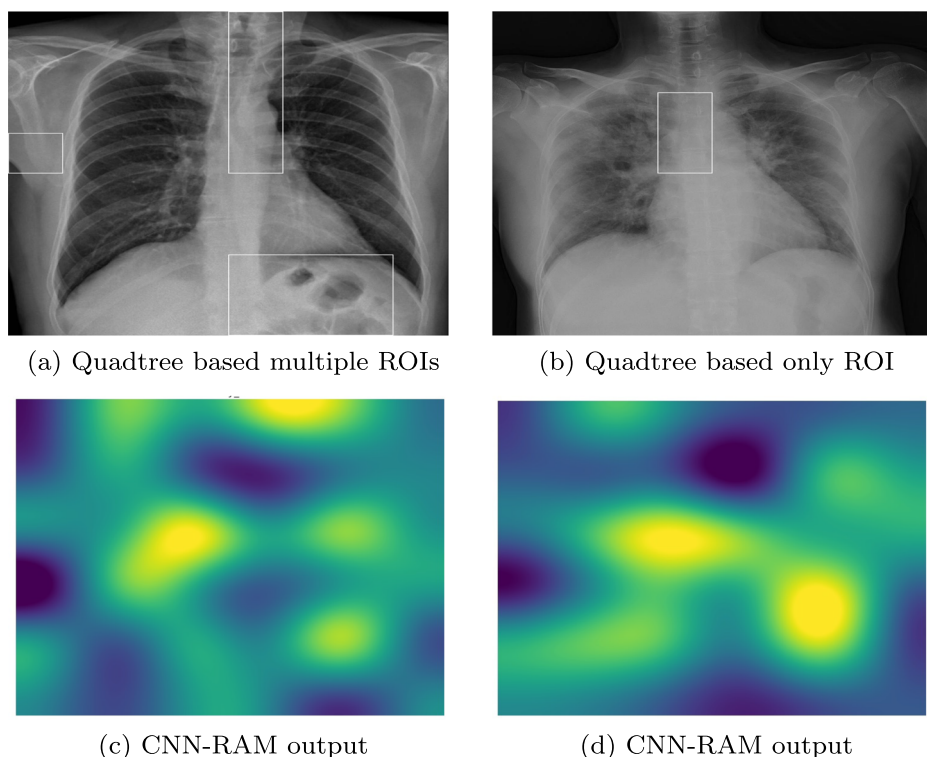 (a) Quadtree based multiple ROIs
(b) Quadtree based only ROI
(c) CNN-RAM output
(d) CNN-RAM output